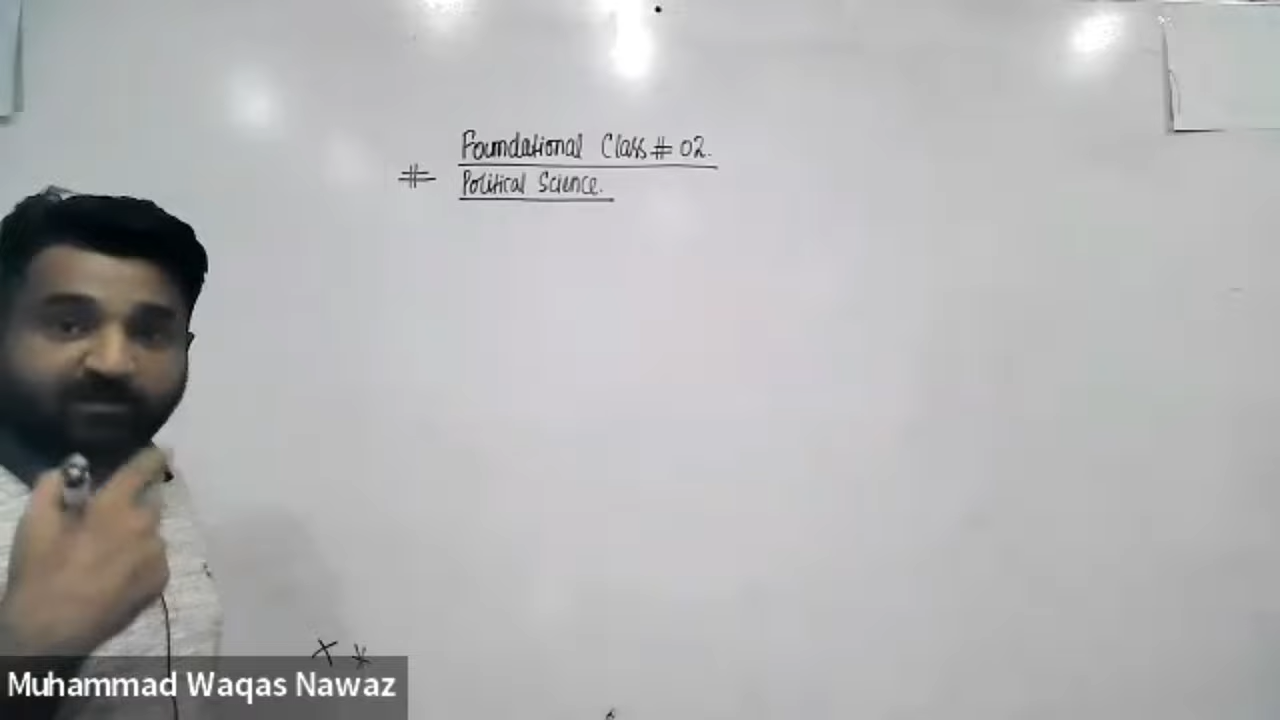 Foundational Class # 02.
# Political Science.
x x
Muhammad Waqas Nawaz